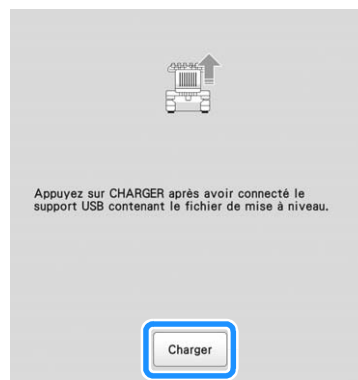 Appuyez sur CHARGER après avoir connecté le
support USB contenant le fichier de mise à niveau.
Charger